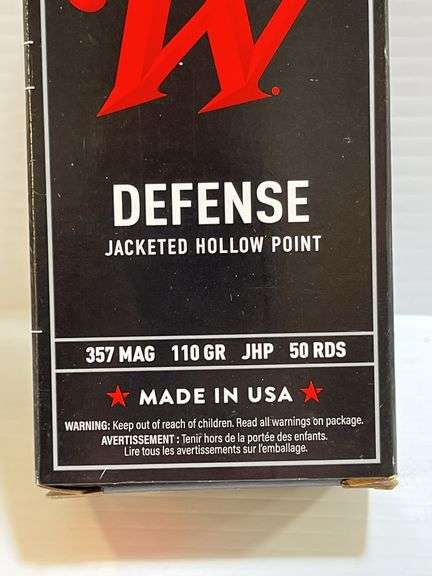 W.
DEFENSE
JACKETED HOLLOW POINT
357 MAG 110 GR JHP 50 RDS
★ MADE IN USA ★
WARNING: Keep out of reach of children. Read all warnings on package.
AVERTISSEMENT : Tenir hors de la portée des enfants.
Lire tous les avertissements sur l'emballage.